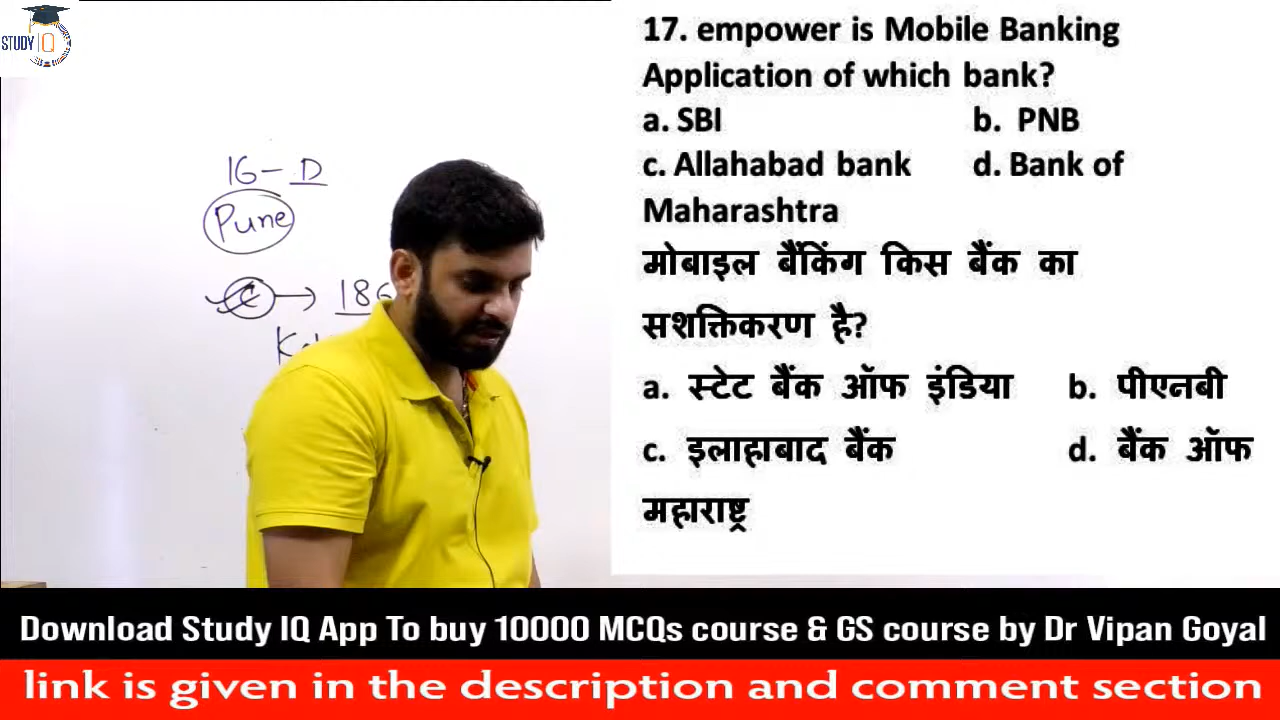 STUDY IQ
16 - D
Pune
C → 186
17. empower is Mobile Banking
Application of which bank?
a. SBI b. PNB
c. Allahabad bank d. Bank of
Maharashtra
मोबाइल बैंकिंग किस बैंक का
सशक्तिकरण है?
a. स्टेट बैंक ऑफ इंडिया b. पीएनबी
c. इलाहाबाद बैंक d. बैंक ऑफ
महाराष्ट्र
Download Study IQ App To buy 10000 MCQs course & GS course by Dr Vipan Goyal
link is given in the description and comment section